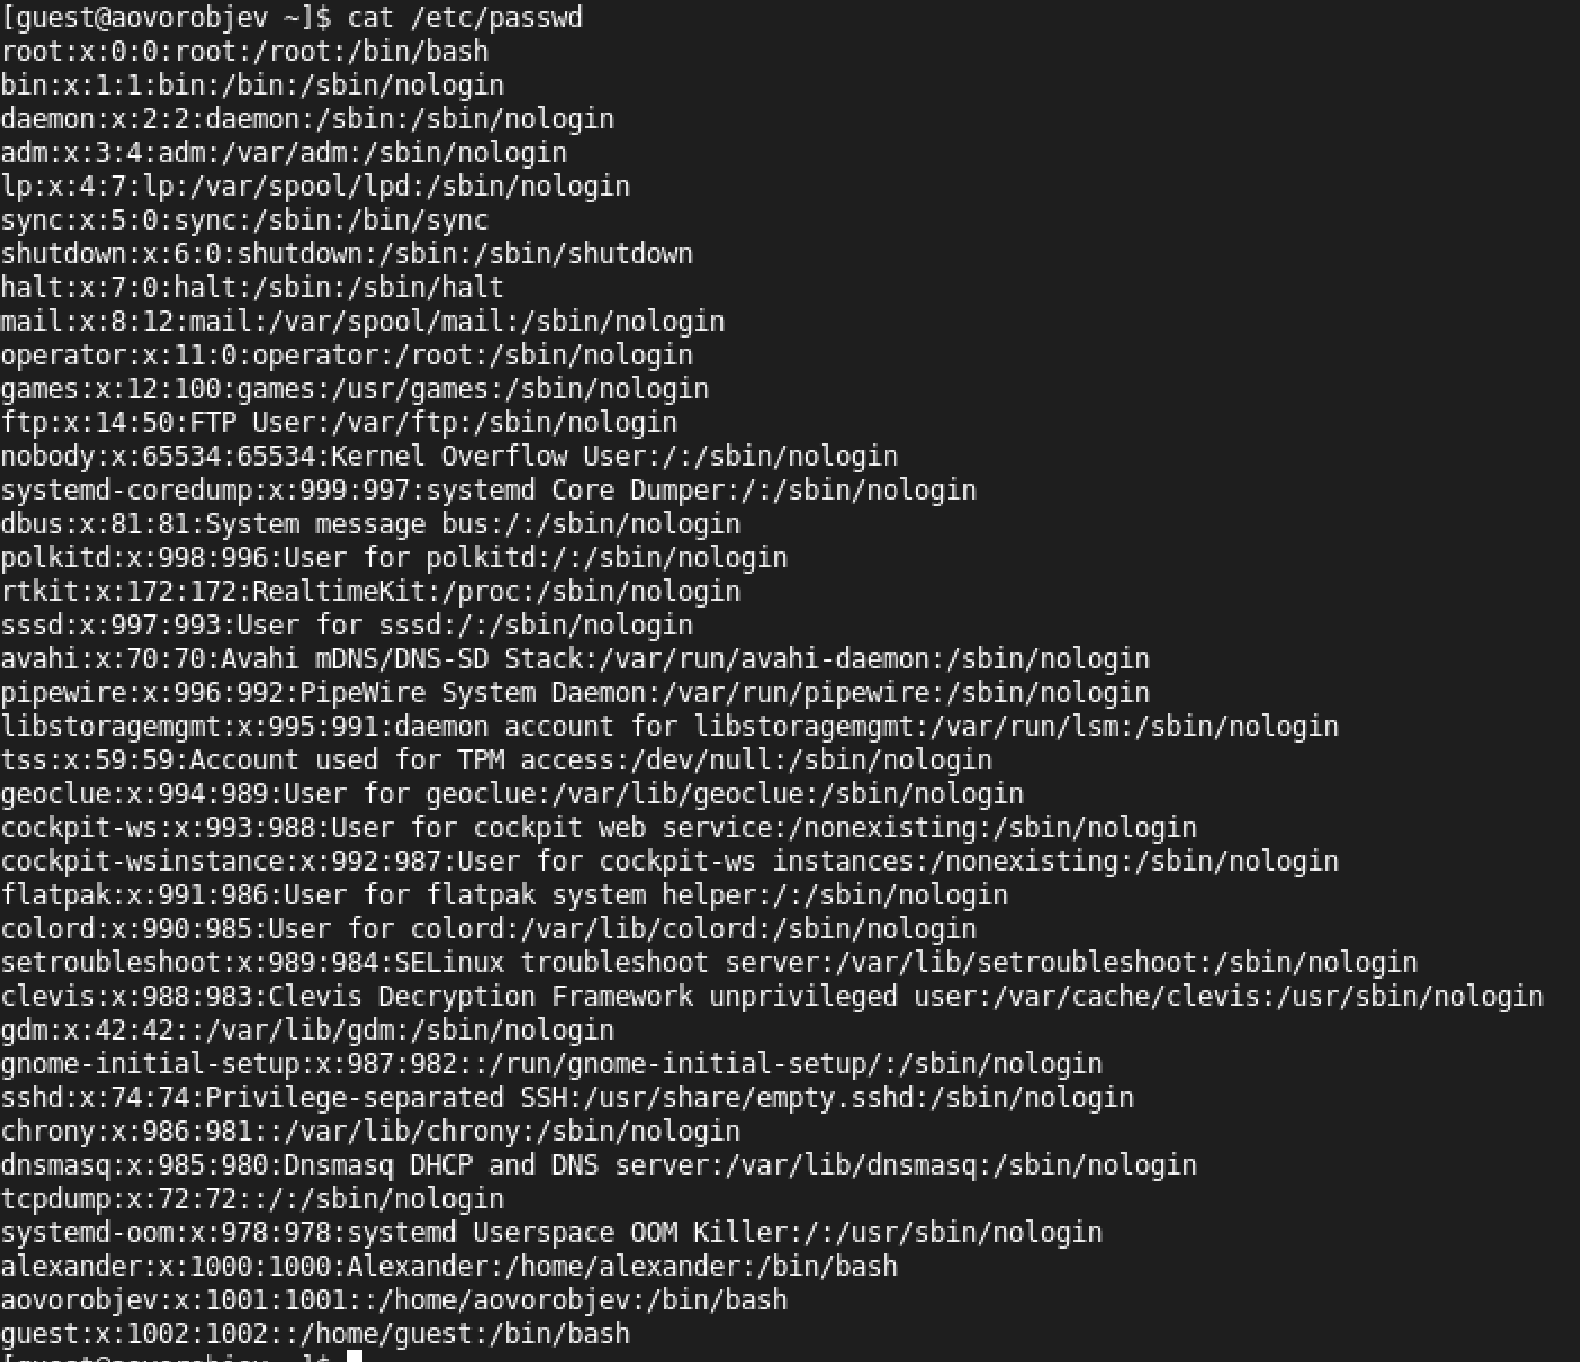 [guest@aovorobjev ~]$ cat /etc/passwd
root:x:0:0:root:/root:/bin/bash
bin:x:1:1:bin:/bin:/sbin/nologin
daemon:x:2:2:daemon:/sbin:/sbin/nologin
adm:x:3:4:adm:/var/adm:/sbin/nologin
lp:x:4:7:lp:/var/spool/lpd:/sbin/nologin
sync:x:5:0:sync:/sbin:/bin/sync
shutdown:x:6:0:shutdown:/sbin:/sbin/shutdown
halt:x:7:0:halt:/sbin:/sbin/halt
mail:x:8:12:mail:/var/spool/mail:/sbin/nologin
operator:x:11:0:operator:/root:/sbin/nologin
games:x:12:100:games:/usr/games:/sbin/nologin
ftp:x:14:50:FTP User:/var/ftp:/sbin/nologin
nobody:x:65534:65534:Kernel Overflow User:/:/sbin/nologin
systemd-coredump:x:999:997:systemd Core Dumper:/:/sbin/nologin
dbus:x:81:81:System message bus:/:/sbin/nologin
polkitd:x:998:996:User for polkitd:/:/sbin/nologin
rtkit:x:172:172:RealtimeKit:/proc:/sbin/nologin
sssd:x:997:993:User for sssd:/:/sbin/nologin
avahi:x:70:70:Avahi mDNS/DNS-SD Stack:/var/run/avahi-daemon:/sbin/nologin
pipewire:x:996:992:PipeWire System Daemon:/var/run/pipewire:/sbin/nologin
libstoragemgmt:x:995:991:daemon account for libstoragemgmt:/var/run/lsm:/sbin/nologin
tss:x:59:59:Account used for TPM access:/dev/null:/sbin/nologin
geoclue:x:994:989:User for geoclue:/var/lib/geoclue:/sbin/nologin
cockpit-ws:x:993:988:User for cockpit web service:/nonexisting:/sbin/nologin
cockpit-wsinstance:x:992:987:User for cockpit-ws instances:/nonexisting:/sbin/nologin
flatpak:x:991:986:User for flatpak system helper:/:/sbin/nologin
colord:x:990:985:User for colord:/var/lib/colord:/sbin/nologin
setroubleshoot:x:989:984:SELinux troubleshoot server:/var/lib/setroubleshoot:/sbin/nologin
clevis:x:988:983:Clevis Decryption Framework unprivileged user:/var/cache/clevis:/usr/sbin/nologin
gdm:x:42:42::/var/lib/gdm:/sbin/nologin
gnome-initial-setup:x:987:982::/run/gnome-initial-setup/:/sbin/nologin
sshd:x:74:74:Privilege-separated SSH:/usr/share/empty.sshd:/sbin/nologin
chrony:x:986:981::/var/lib/chrony:/sbin/nologin
dnsmasq:x:985:980:Dnsmasq DHCP and DNS server:/var/lib/dnsmasq:/sbin/nologin
tcpdump:x:72:72::/:/sbin/nologin
systemd-oom:x:978:978:systemd Userspace OOM Killer:/:/usr/sbin/nologin
alexander:x:1000:1000:Alexander:/home/alexander:/bin/bash
aovorobjev:x:1001:1001::/home/aovorobjev:/bin/bash
guest:x:1002:1002::/home/guest:/bin/bash
[guest@aovorobjev ~]$